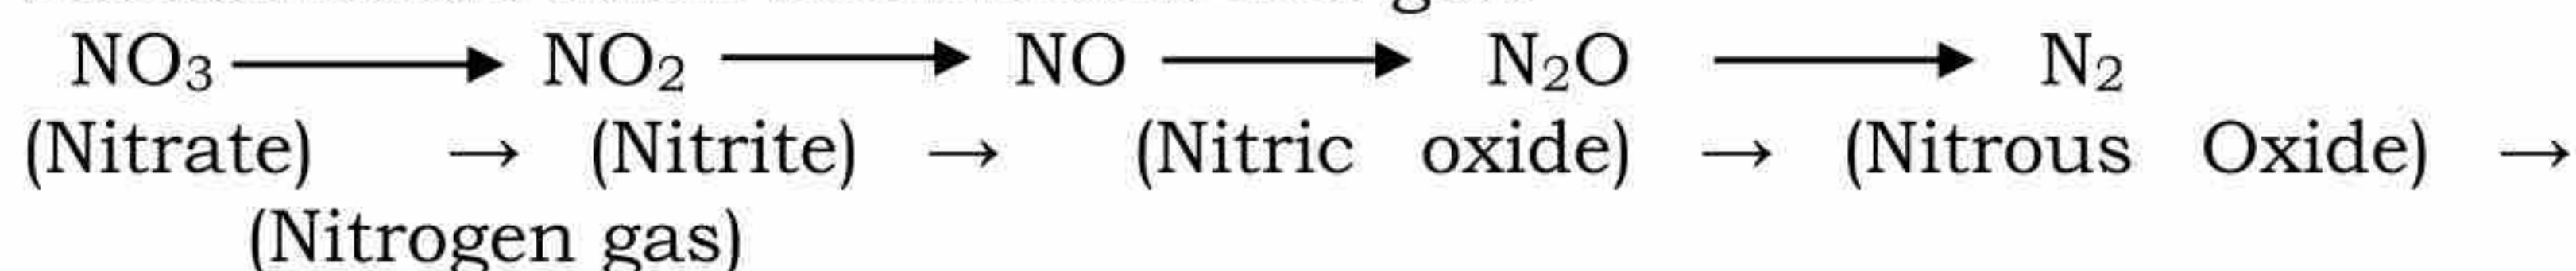 NO₃ → NO₂ → NO → N₂O → N₂
(Nitrate) → (Nitrite) → (Nitric oxide) → (Nitrous Oxide) →
(Nitrogen gas)